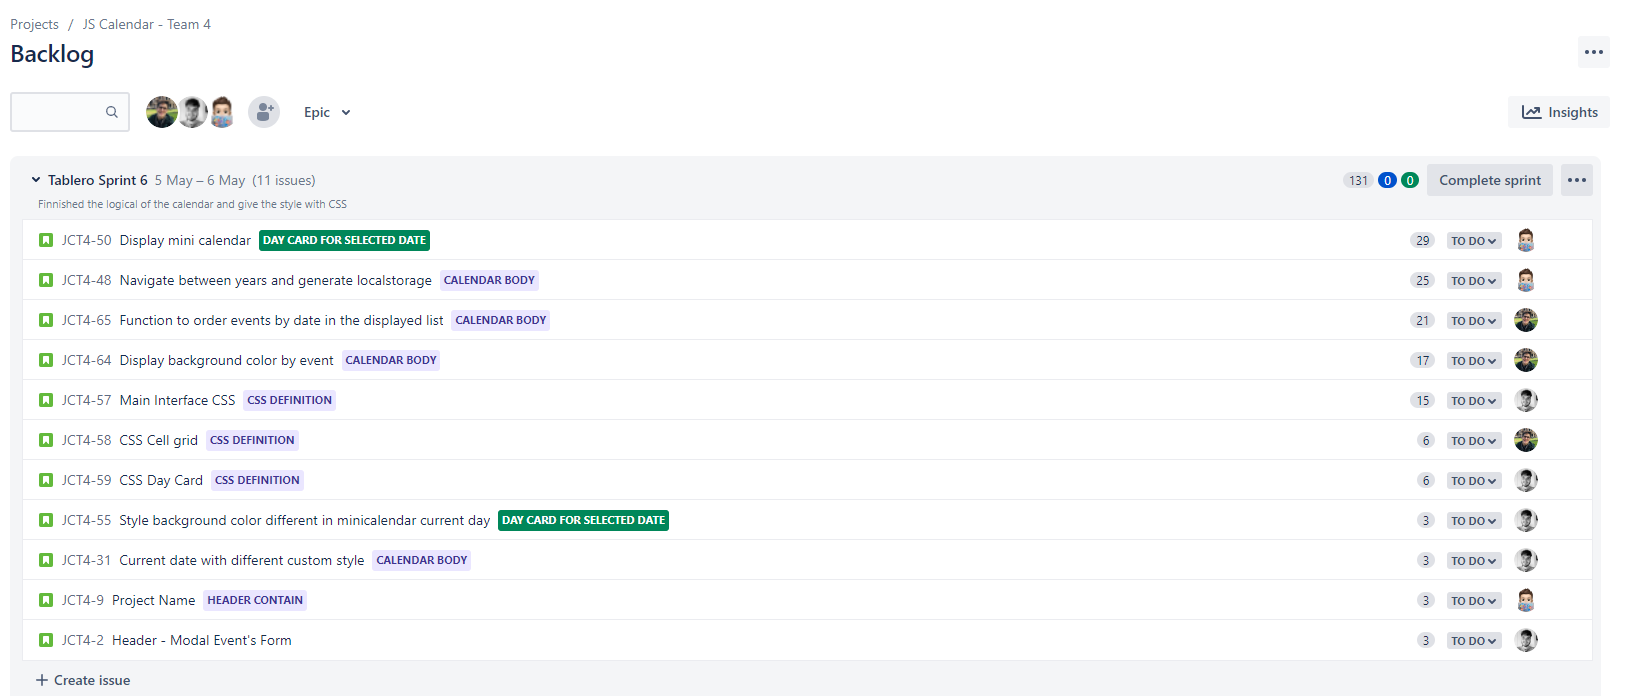 Projects / JS Calendar - Team 4
Backlog
Epic
Insights
Tablero Sprint 6 5 May – 6 May (11 issues) 131 0 0 Complete sprint
Finnished the logical of the calendar and give the style with CSS
JCT4-50 Display mini calendar DAY CARD FOR SELECTED DATE 29 TO DO
JCT4-48 Navigate between years and generate localstorage CALENDAR BODY 25 TO DO
JCT4-65 Function to order events by date in the displayed list CALENDAR BODY 21 TO DO
JCT4-64 Display background color by event CALENDAR BODY 17 TO DO
JCT4-57 Main Interface CSS CSS DEFINITION 15 TO DO
JCT4-58 CSS Cell grid CSS DEFINITION 6 TO DO
JCT4-59 CSS Day Card CSS DEFINITION 6 TO DO
JCT4-55 Style background color different in minicalendar current day DAY CARD FOR SELECTED DATE 3 TO DO
JCT4-31 Current date with different custom style CALENDAR BODY 3 TO DO
JCT4-9 Project Name HEADER CONTAIN 3 TO DO
JCT4-2 Header - Modal Event's Form 3 TO DO
+ Create issue